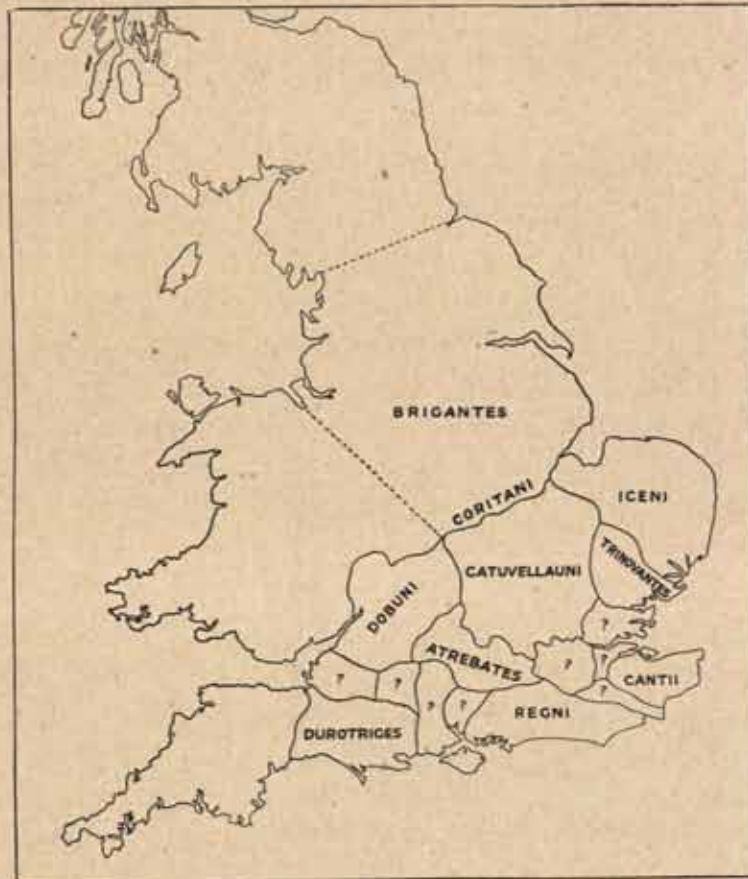 BRIGANTES
ICENI
CORITANI
TRINOVANTES
CATUVELLAUNI
DOBUNI
?
ATREBATES
?
?
CANTII
?
?
?
?
REGNI
DUROTRIGES